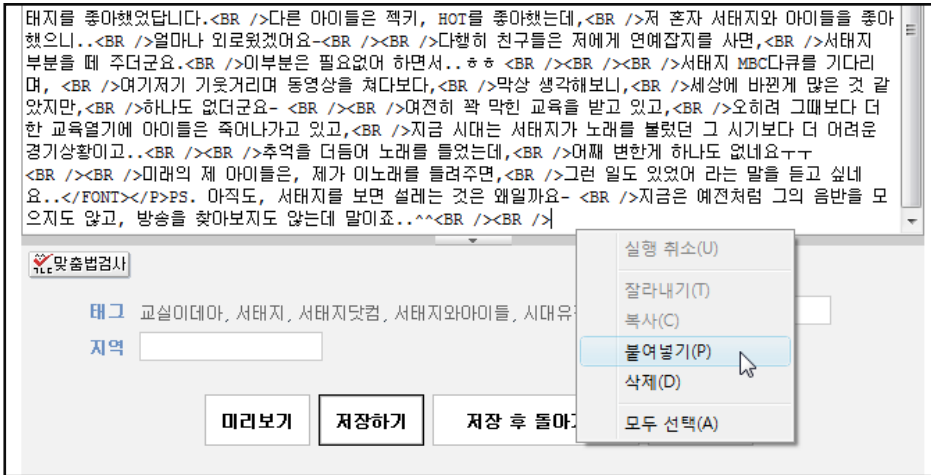 태지를 좋아했었답니다.<BR />다른 아이들은 젝키, HOT를 좋아했는데,<BR />저 혼자 서태지와 아이들을 좋아
했으니..<BR />얼마나 외로웠겠어요-<BR /><BR />다행히 친구들은 저에게 연예잡지를 사면,<BR />서태지
부분을 떼 주더군요.<BR />이부분은 필요없어 하면서..ㅎㅎ <BR /><BR /><BR />서태지 MBC다큐를 기다리
며, <BR />여기저기 기웃거리며 동영상을 쳐다보다,<BR />막상 생각해보니,<BR />세상에 바뀐게 많은 것 같
았지만,<BR />하나도 없더군요- <BR /><BR />여전히 꽉 막힌 교육을 받고 있고,<BR />오히려 그때보다 더
한 교육열기에 아이들은 죽어나가고 있고,<BR />지금 시대는 서태지가 노래를 불렀던 그 시기보다 더 어려운
경기상황이고..<BR /><BR />추억을 더듬어 노래를 들었는데,<BR />어째 변한게 하나도 없네요ㅜㅜ
<BR /><BR />미래의 제 아이들은, 제가 이노래를 들려주면,<BR />그런 일도 있었어 라는 말을 듣고 싶네
요..</FONT></P>PS. 아직도, 서태지를 보면 설레는 것은 왜일까요- <BR />지금은 예전처럼 그의 음반을 모
으지도 않고, 방송을 찾아보지도 않는데 말이죠..^^<BR /><BR />
맞춤법검사
태그 교실이데아, 서태지, 서태지닷컴, 서태지와아이들, 시대유
지역
미리보기 저장하기 저장 후 돌아
실행 취소(U)
잘라내기(T)
복사(C)
붙여넣기(P)
삭제(D)
모두 선택(A)